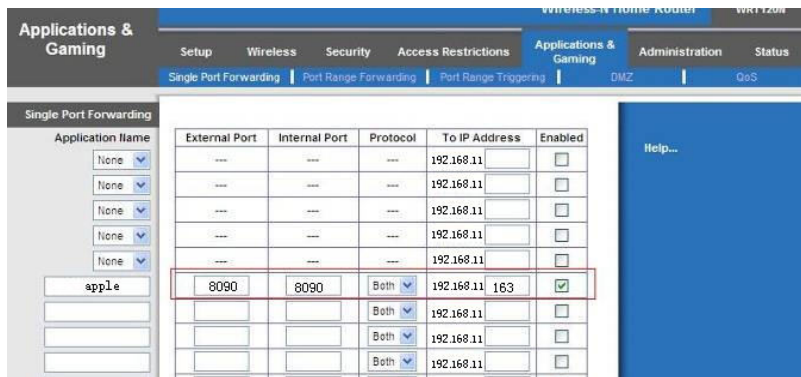 Wireless-N Home Router WRT120N
Applications & Gaming
Setup Wireless Security Access Restrictions Applications & Gaming Administration Status
Single Port Forwarding Port Range Forwarding Port Range Triggering DMZ QoS
Single Port Forwarding
Application Name External Port Internal Port Protocol To IP Address Enabled
Help...
None --- --- --- 192.168.11
None --- --- --- 192.168.11
None --- --- --- 192.168.11
None --- --- --- 192.168.11
None --- --- --- 192.168.11
apple 8090 8090 Both 192.168.11 163
Both 192.168.11
Both 192.168.11
Both 192.168.11